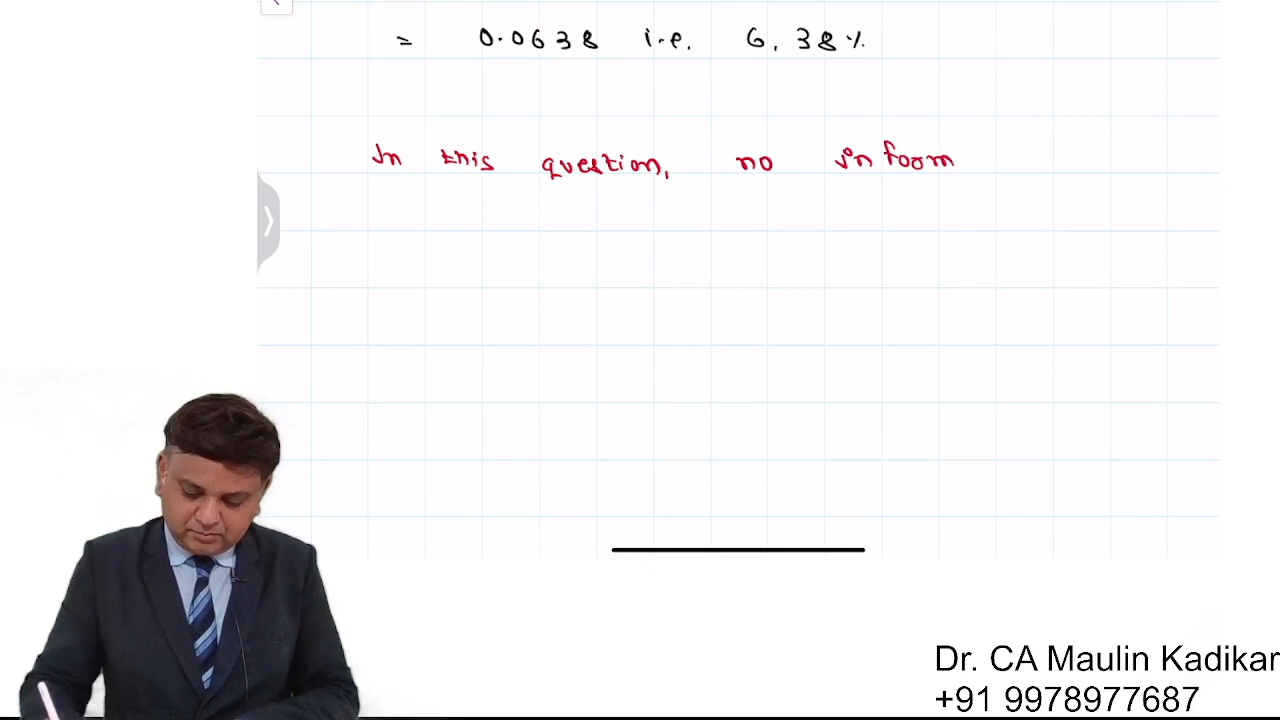 = 0.0638 i.e. 6.38%
In this question, no inform
Dr. CA Maulin Kadikar
+91 9978977687